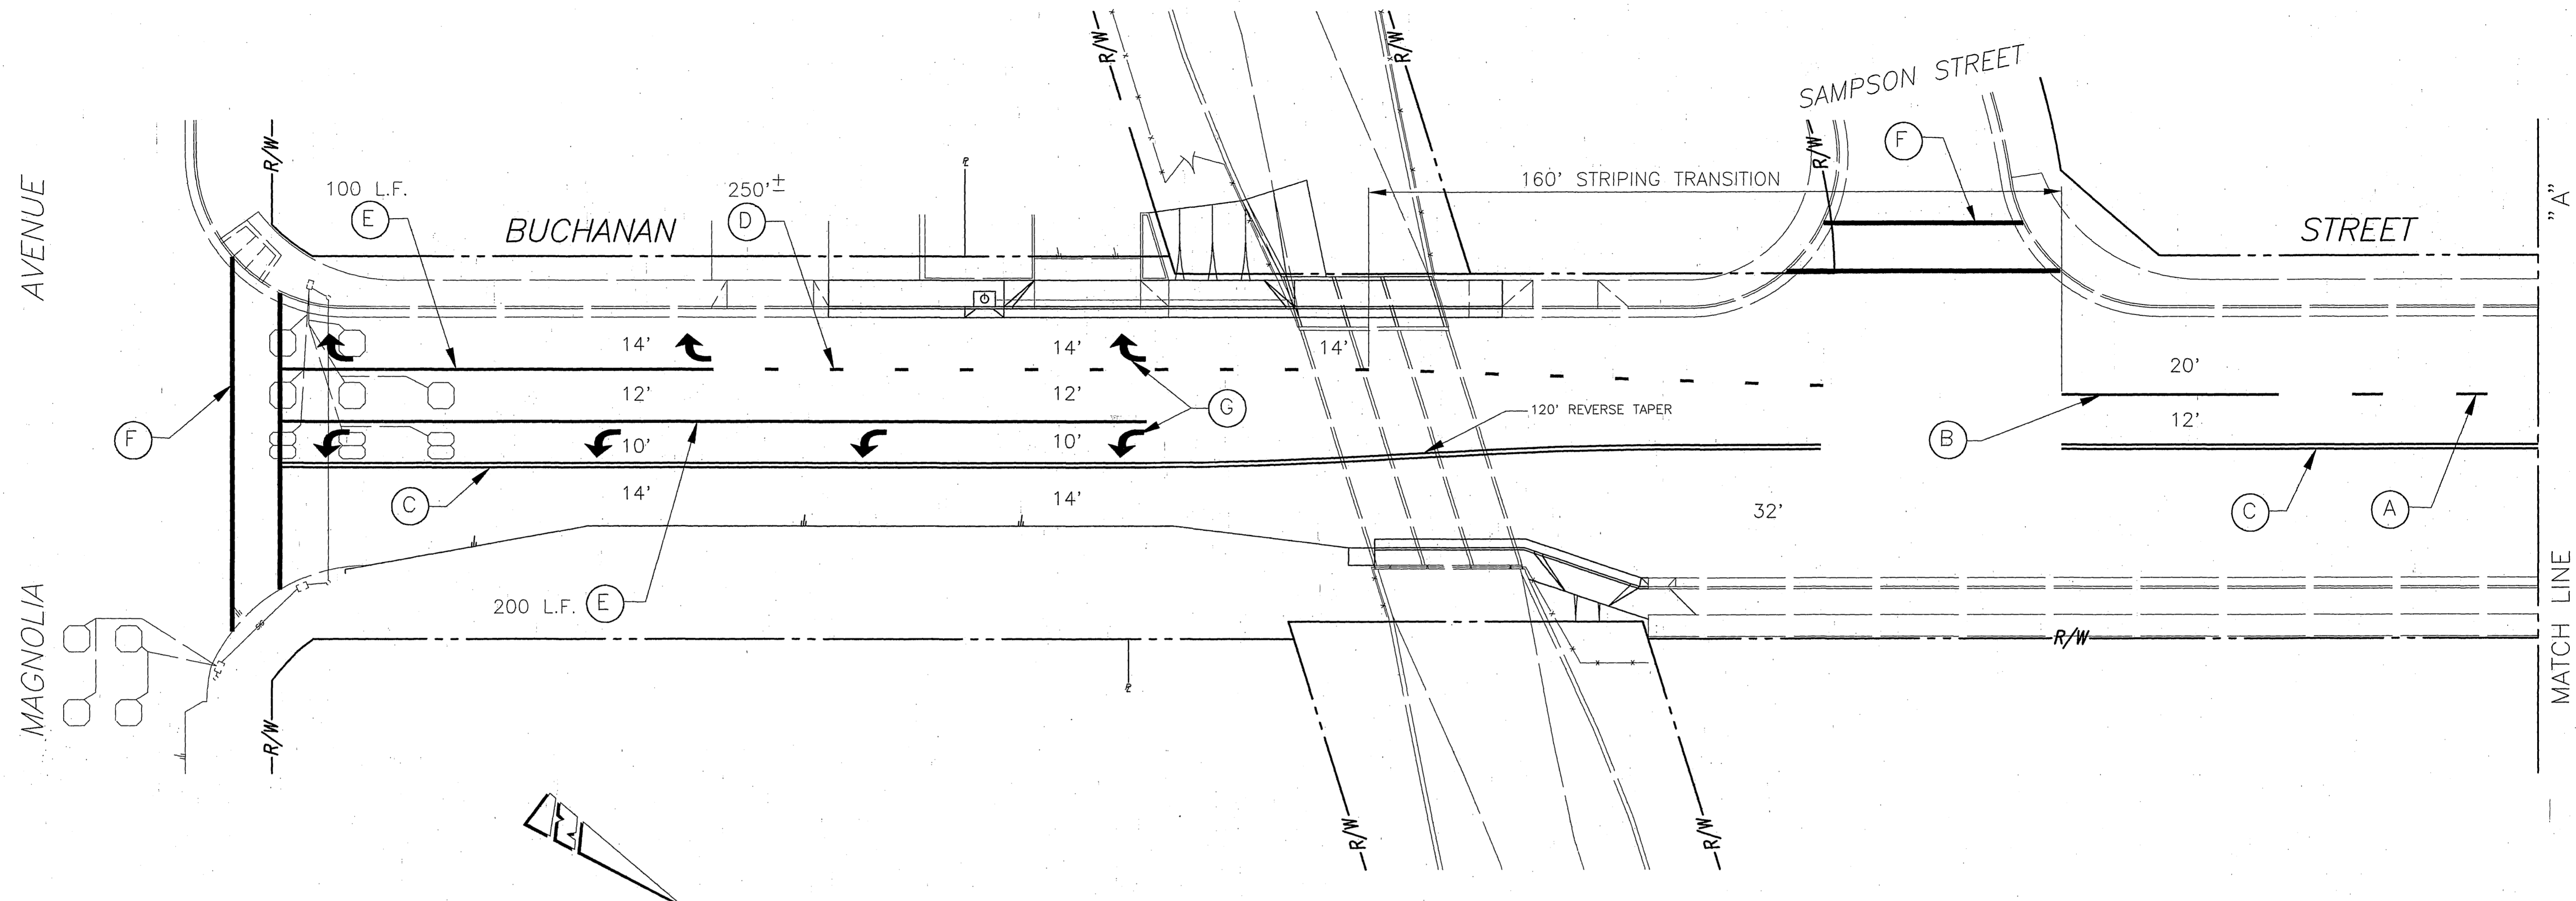 MAGNOLIA AVENUE
R/W
R/W
R/W
SAMPSON STREET
R/W
F
"A"
MATCH LINE
100 L.F.
E
BUCHANAN
250'±
D
160' STRIPING TRANSITION
STREET
14'
14'
14'
20'
12'
12'
G
120' REVERSE TAPER
12'
F
10'
10'
B
C
14'
14'
32'
C
A
200 L.F.
E
R/W
R/W
R/W
R/W
N